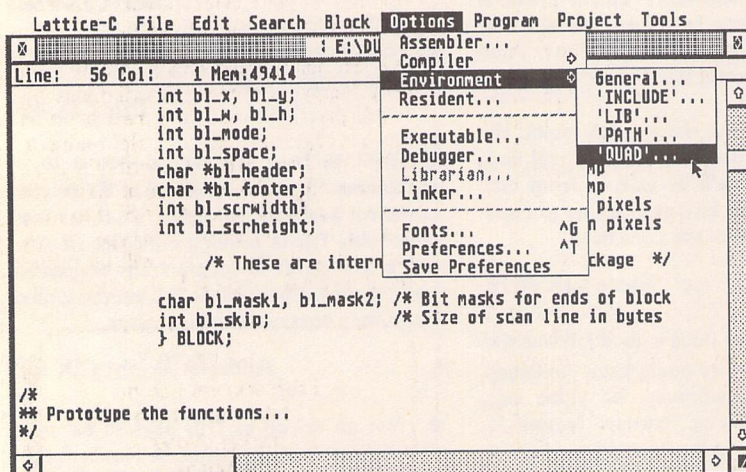 Lattice-C File Edit Search Block Options Program Project Tools
E:\DU
Line: 56 Col: 1 Mem:49414
int bl_x, bl_y;
int bl_w, bl_h;
int bl_mode;
int bl_space;
char *bl_header;
char *bl_footer;
int bl_scrwidth;
int bl_scrheight;
/* These are intern
char bl_mask1, bl_mask2; /* Bit masks for ends of block
int bl_skip; /* Size of scan line in bytes
} BLOCK;
/*
** Prototype the functions...
*/
Assembler...
Compiler
Environment
Resident...
Executable...
Debugger...
Librarian...
Linker...
Fonts... ^G
Preferences... ^T
Save Preferences
General...
'INCLUDE'...
'LIB'...
'PATH'...
'QUAD'...
mp
mp
pixels
n pixels
ckage */